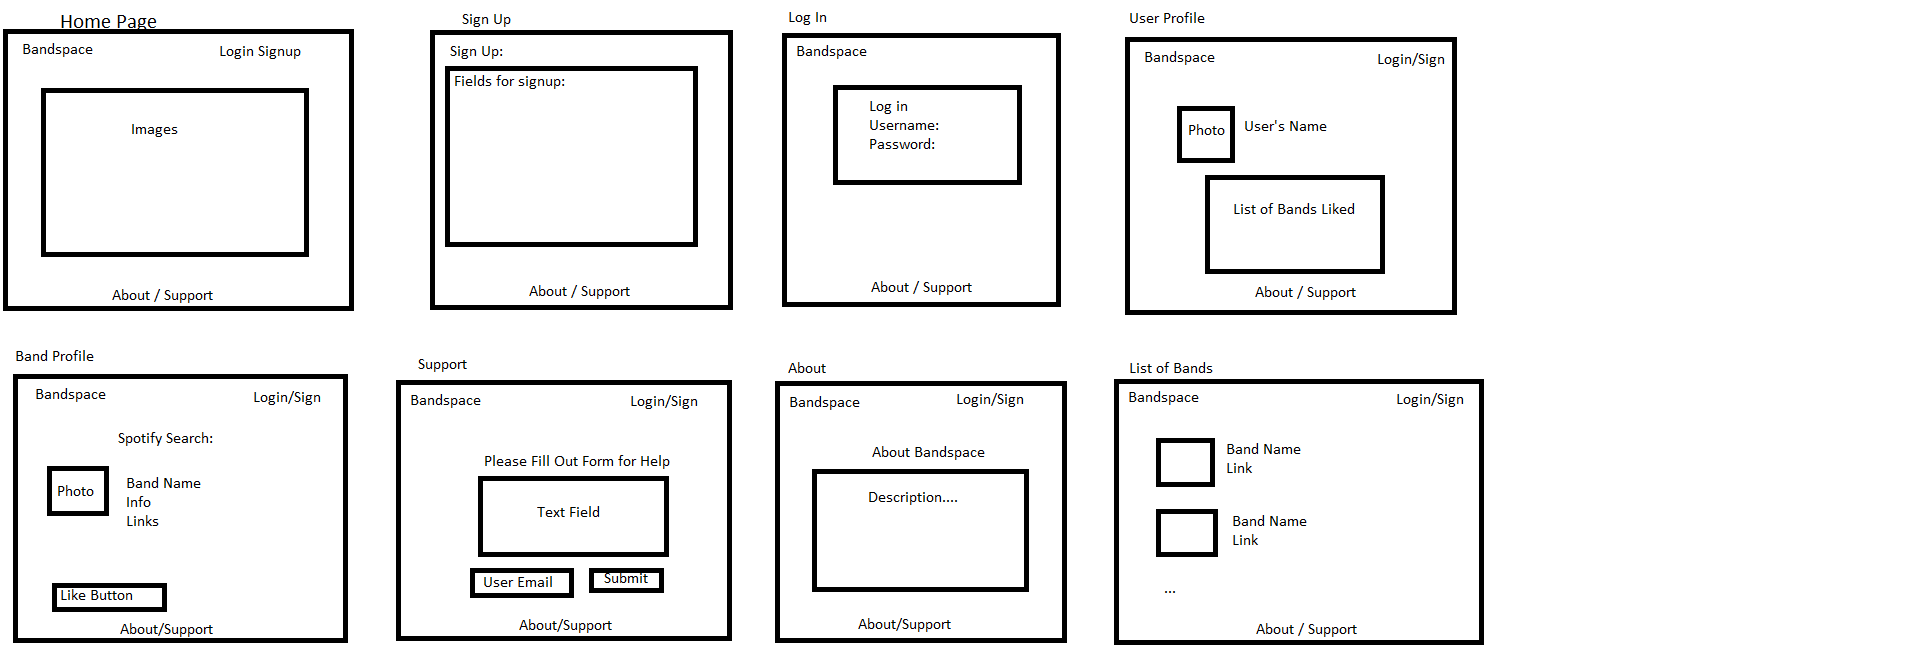 Home Page
Bandspace
Login Signup
Images
About / Support
Sign Up
Sign Up:
Fields for signup:
About / Support
Log In
Bandspace
Log in
Username:
Password:
About / Support
User Profile
Bandspace
Login/Sign
Photo
User's Name
List of Bands Liked
About / Support
Band Profile
Bandspace
Login/Sign
Spotify Search:
Photo
Band Name
Info
Links
Like Button
About/Support
Support
Bandspace
Login/Sign
Please Fill Out Form for Help
Text Field
User Email
Submit
About/Support
About
Bandspace
Login/Sign
About Bandspace
Description....
About/Support
List of Bands
Bandspace
Login/Sign
Band Name
Link
Band Name
Link
...
About / Support